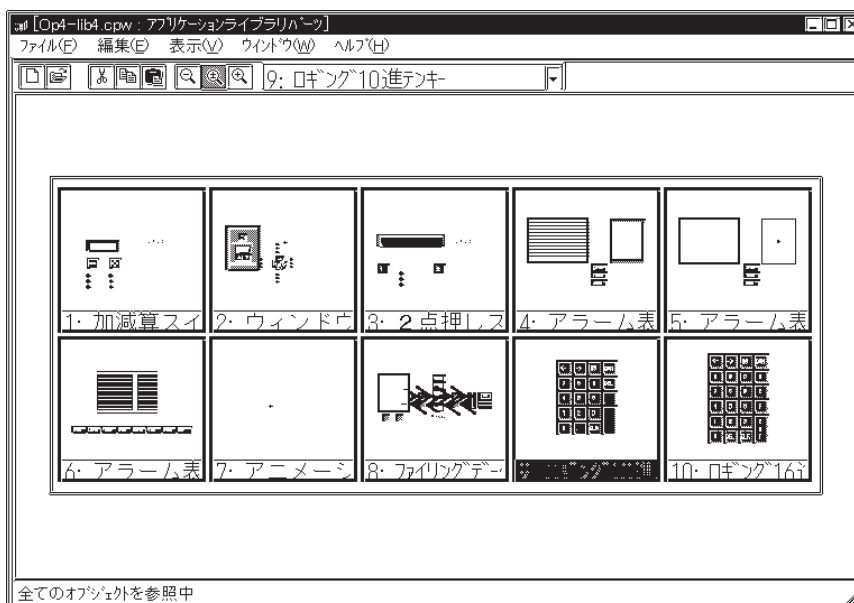 [Op4-lib4.cpw : ｱﾌﾟﾘｹｰｼｮﾝライブラリﾊﾟｰﾂ]
ﾌｧｲﾙ(F) 編集(E) 表示(V) ｳｨﾝﾄﾞｳ(W) ﾍﾙﾌﾟ(H)
9: ﾛｷﾞﾝｸﾞ10進ﾃﾝｷｰ
1: 加減算スイ 2: ウィンドウ 3: 2点押しス 4: アラーム表 5: アラーム表
6: アラーム表 7: アニメーシ 8: ﾌｧｲﾘﾝｸﾞﾃﾞｰ 10: ﾛｷﾞﾝｸﾞ16
全てのｵﾌﾞｼﾞｪｸﾄを参照中